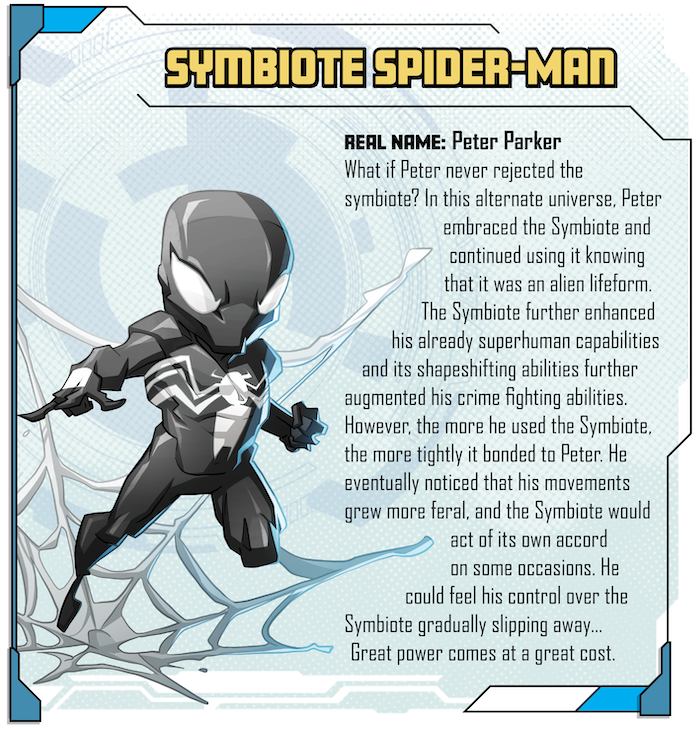 SYMBIOTE SPIDER-MAN
REAL NAME: Peter Parker
What if Peter never rejected the
symbiote? In this alternate universe, Peter
embraced the Symbiote and
continued using it knowing
that it was an alien lifeform.
The Symbiote further enhanced
his already superhuman capabilities
and its shapeshifting abilities further
augmented his crime fighting abilities.
However, the more he used the Symbiote,
the more tightly it bonded to Peter. He
eventually noticed that his movements
grew more feral, and the Symbiote would
act of its own accord
on some occasions. He
could feel his control over the
Symbiote gradually slipping away...
Great power comes at a great cost.